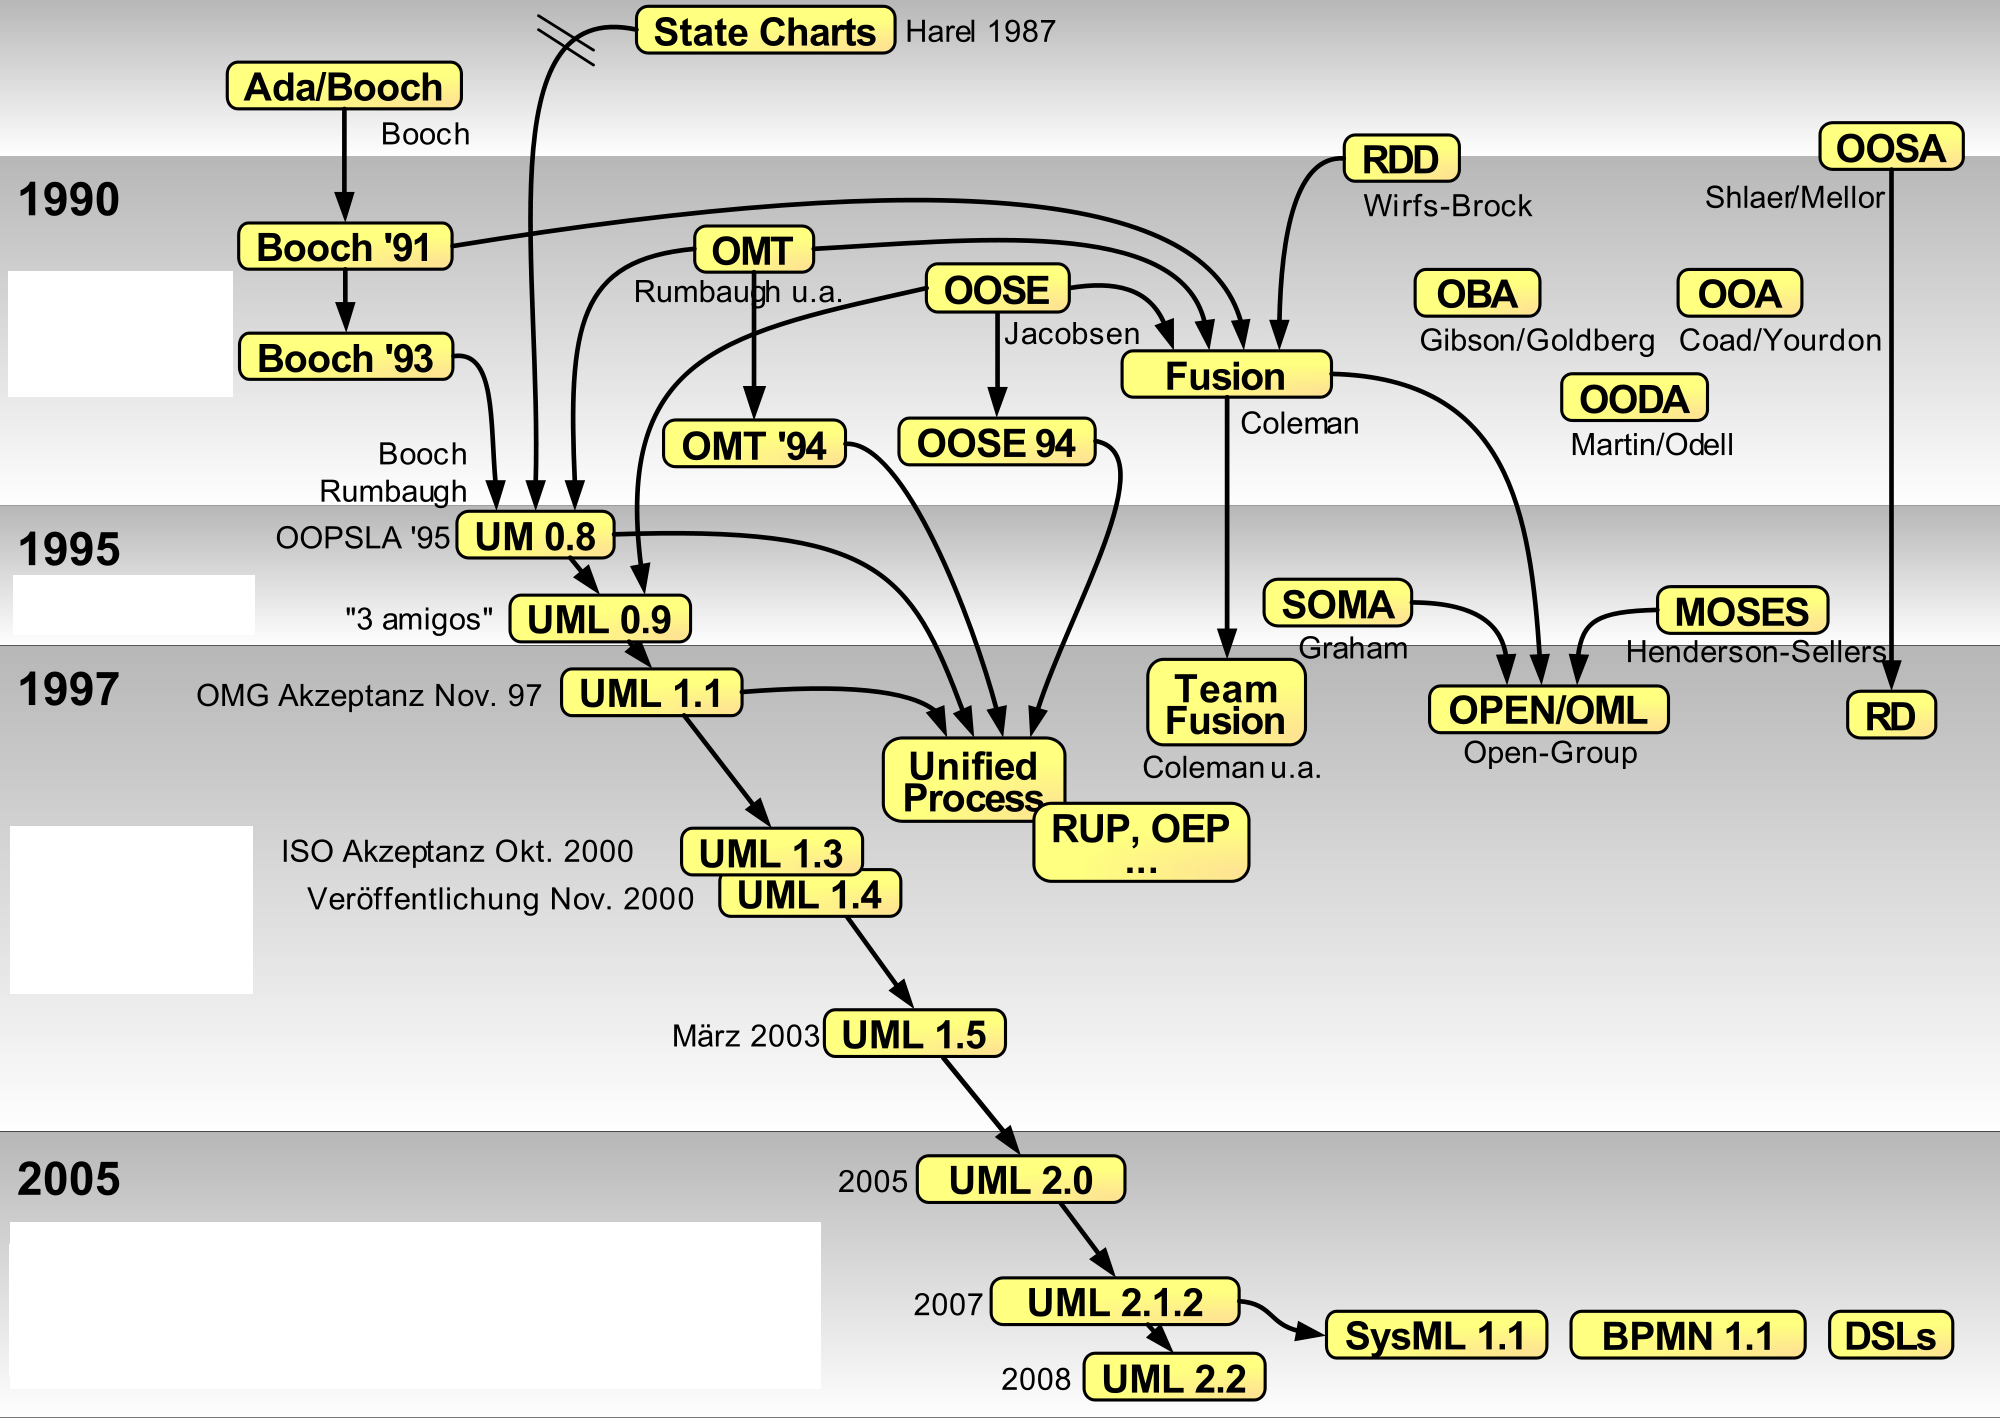 State Charts
Harel 1987
Ada/Booch
Booch
RDD
Wirfs-Brock
OOSA
Shlaer/Mellor
1990
Booch '91
OMT
Rumbaugh u.a.
OOSE
Jacobsen
OBA
Gibson/Goldberg
OOA
Coad/Yourdon
Booch '93
Fusion
Coleman
OODA
Martin/Odell
OMT '94
OOSE 94
Booch
Rumbaugh
1995
OOPSLA '95
UM 0.8
"3 amigos"
UML 0.9
SOMA
Graham
MOSES
Henderson-Sellers
1997
OMG Akzeptanz Nov. 97
UML 1.1
Team
Fusion
Coleman u.a.
OPEN/OML
Open-Group
RD
Unified
Process
RUP, OEP
...
ISO Akzeptanz Okt. 2000
UML 1.3
Veröffentlichung Nov. 2000
UML 1.4
März 2003
UML 1.5
2005
2005
UML 2.0
2007
UML 2.1.2
SysML 1.1
BPMN 1.1
DSLs
2008
UML 2.2